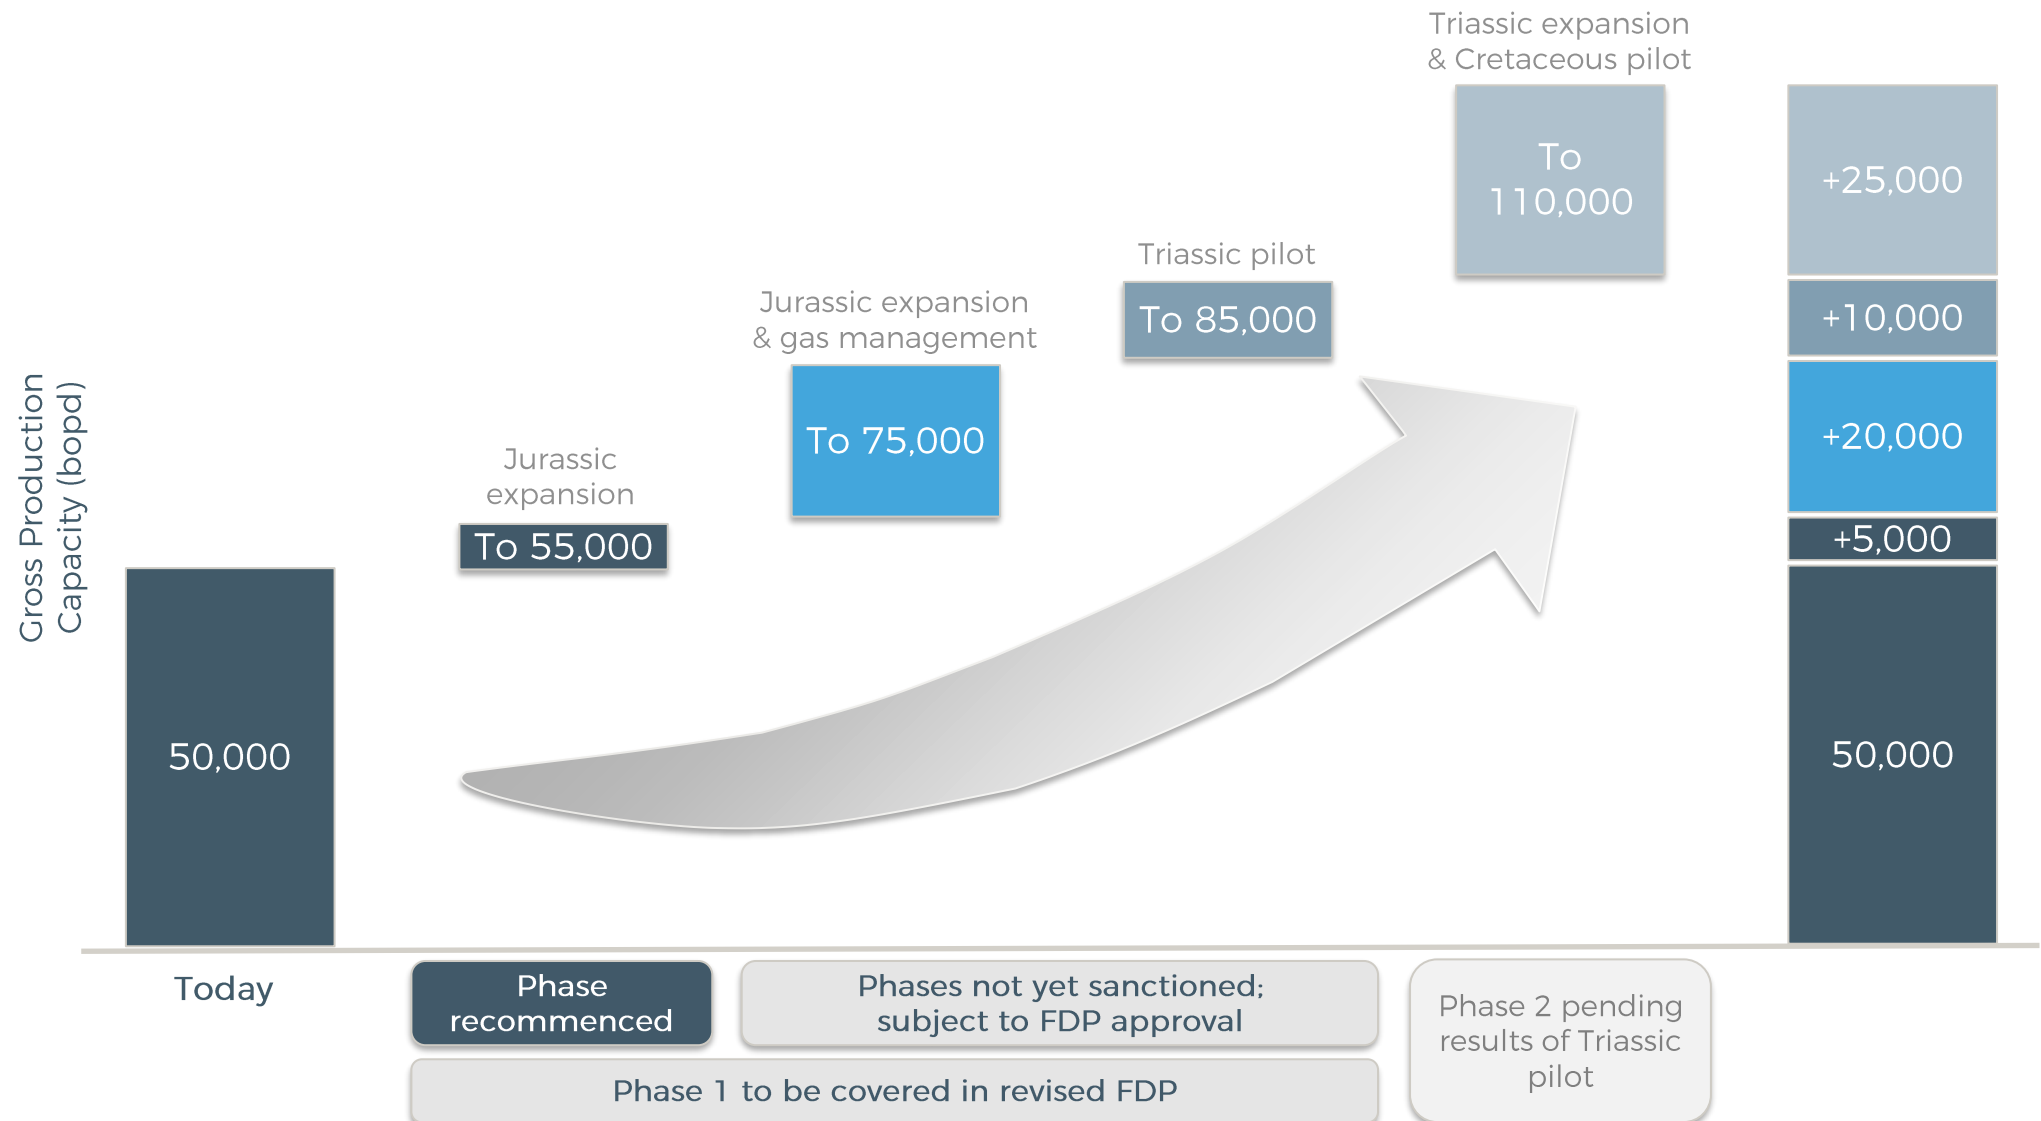 Gross Production
Capacity (bopd)
50,000
Today
Jurassic
expansion
To 55,000
Jurassic expansion
& gas management
To 75,000
Triassic pilot
To 85,000
Triassic expansion
& Cretaceous pilot
To
110,000
+25,000
+10,000
+20,000
+5,000
50,000
Phase
recommenced
Phases not yet sanctioned;
subject to FDP approval
Phase 1 to be covered in revised FDP
Phase 2 pending
results of Triassic
pilot